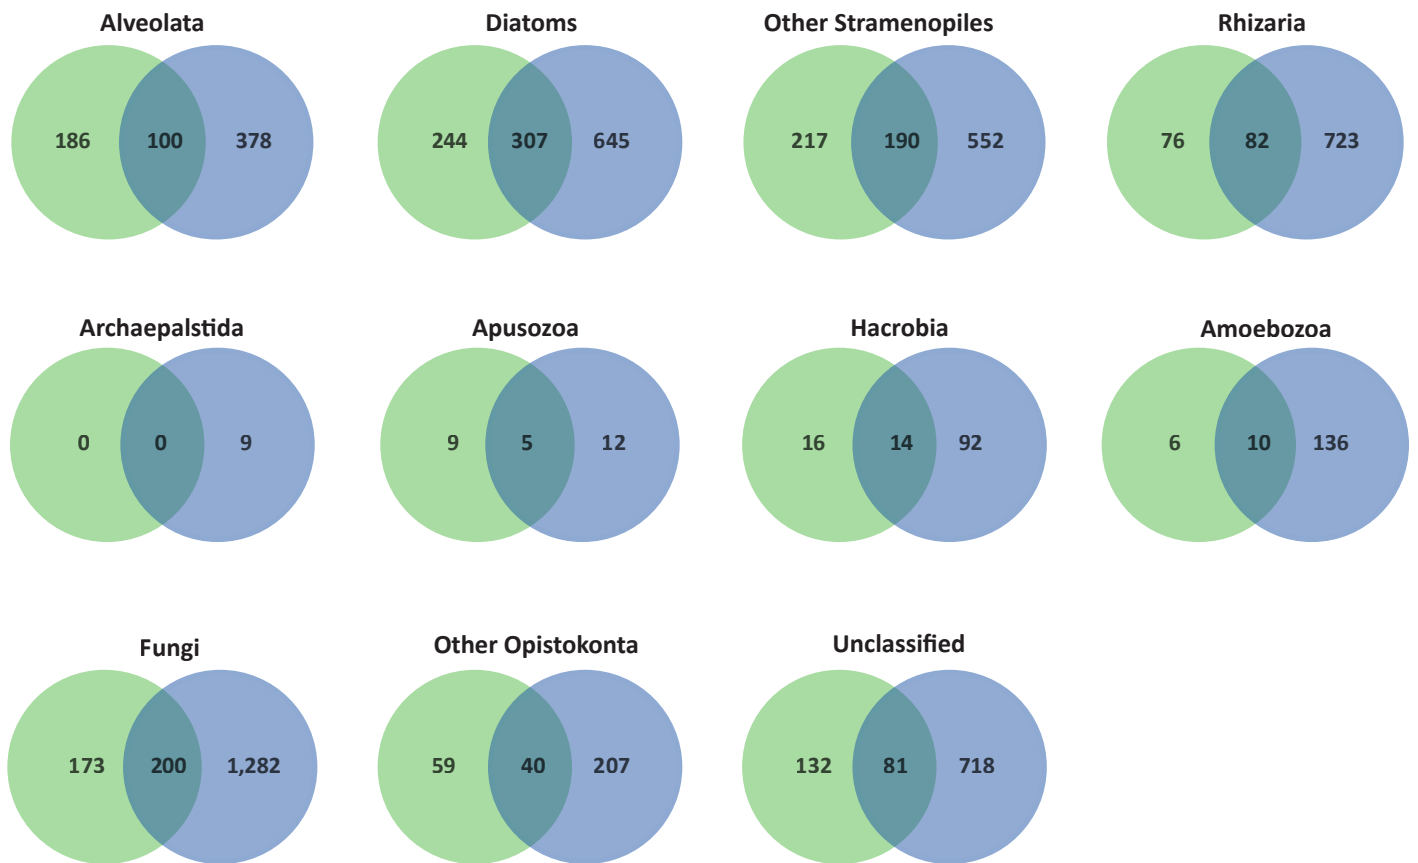 Alveolata
Diatoms
Other Stramenopiles
Rhizaria
186 100 378
244 307 645
217 190 552
76 82 723
Archaepalstida
Apusozoa
Hacrobia
Amoebozoa
0 0 9
9 5 12
16 14 92
6 10 136
Fungi
Other Opistokonta
Unclassified
173 200 1,282
59 40 207
132 81 718